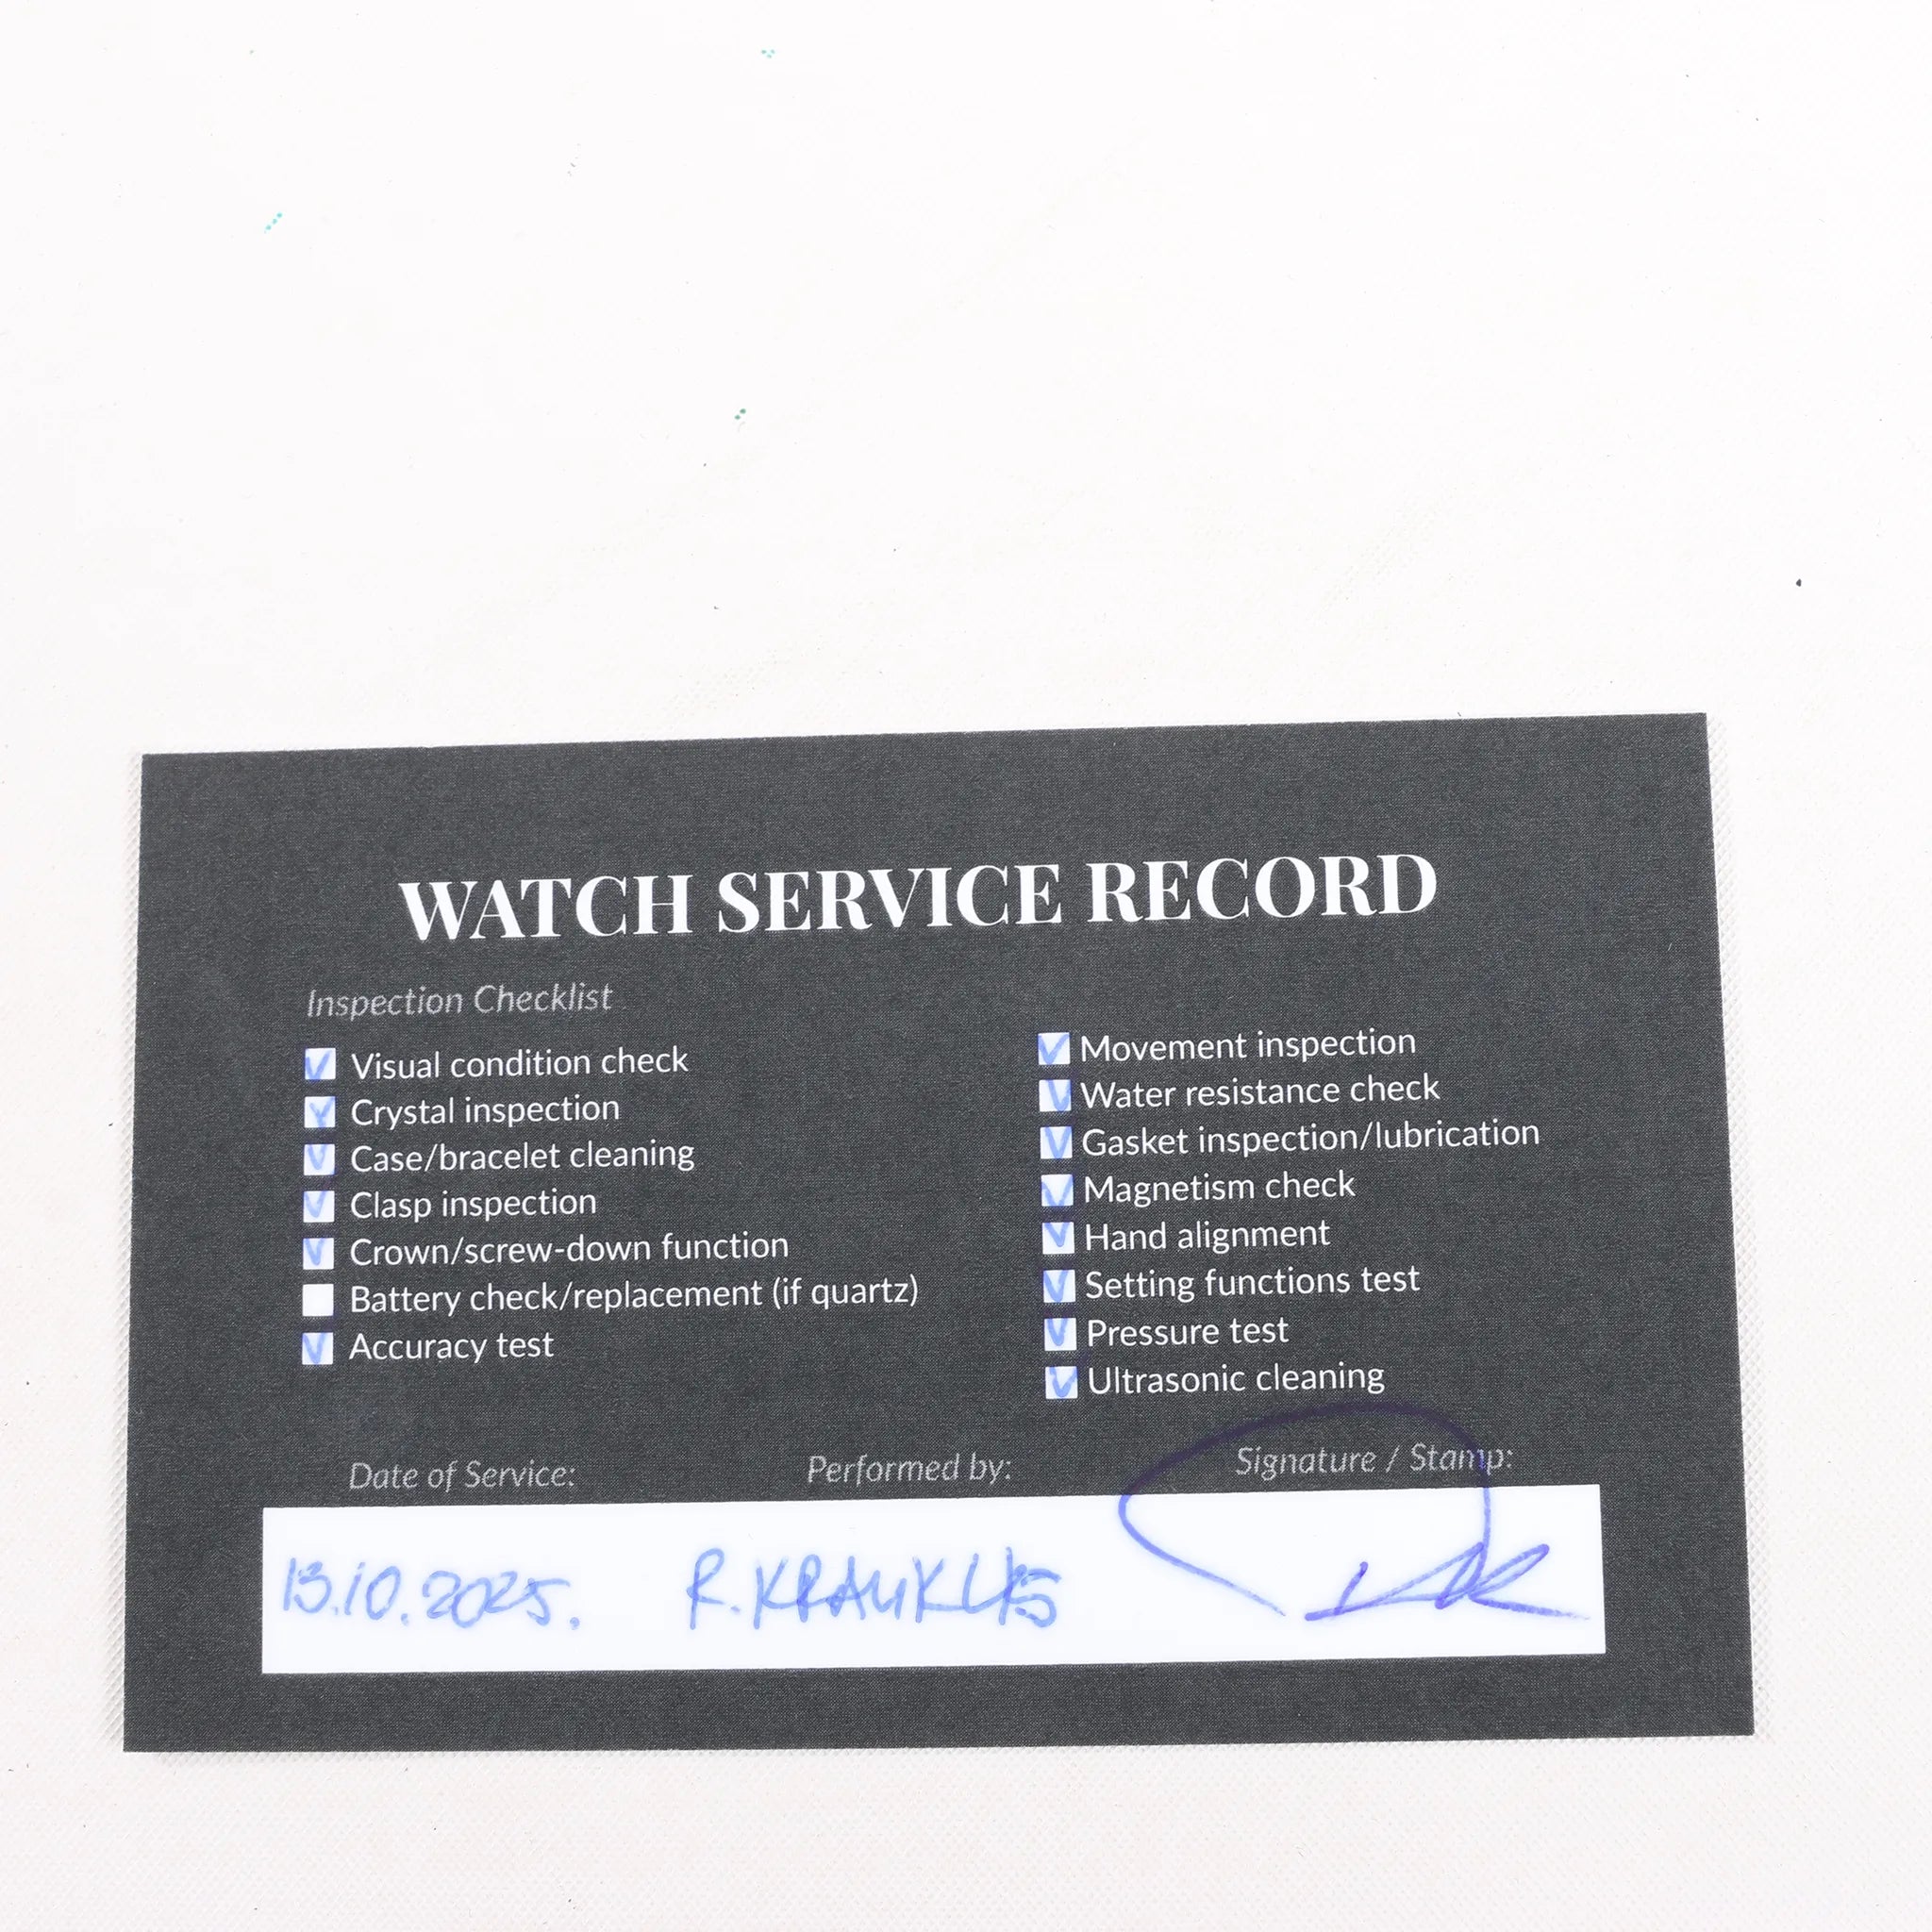 WATCH SERVICE RECORD
Inspection Checklist
Visual condition check
Crystal inspection
Case/bracelet cleaning
Clasp inspection
Crown/screw-down function
Battery check/replacement (if quartz)
Accuracy test
Movement inspection
Water resistance check
Gasket inspection/lubrication
Magnetism check
Hand alignment
Setting functions test
Pressure test
Ultrasonic cleaning
Date of Service:
Performed by:
Signature / Stamp:
13.10.2025. R.KRAUKLIS